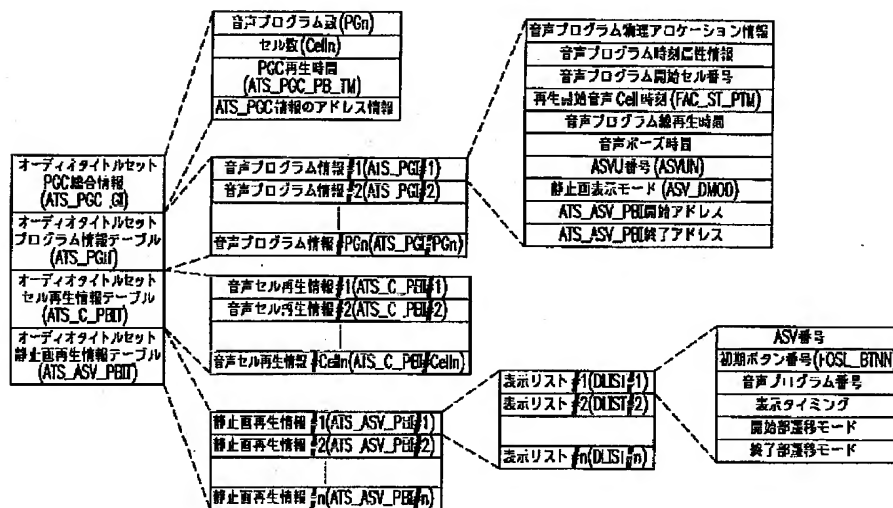 音声プログラム数(PGn)
セル数(Celln)
PGC再生時間
(ATS_PGC_PB_TM)
ATS_PGC情報のアドレス情報
音声プログラム物理アロケーション情報
音声プログラム時刻属性情報
音声プログラム開始セル番号
再生開始音声Cell時刻(FAC_ST_PTM)
音声プログラム総再生時間
音声ポーズ時間
ASVU番号(ASVUN)
静止画表示モード(ASV_DMOD)
ATS_ASV_PBI開始アドレス
ATS_ASV_PBI終了アドレス
オーディオタイトルセット
PGC総合情報
(ATS_PGC_GI)
オーディオタイトルセット
プログラム情報テーブル
(ATS_PGIT)
オーディオタイトルセット
セル再生情報テーブル
(ATS_C_PBIT)
オーディオタイトルセット
静止画再生情報テーブル
(ATS_ASV_PBIT)
音声プログラム情報#1(ATS_PGI#1)
音声プログラム情報#2(ATS_PGI#2)
音声プログラム情報#PGn(ATS_PGI#PGn)
音声セル再生情報#1(ATS_C_PBI#1)
音声セル再生情報#2(ATS_C_PBI#2)
音声セル再生情報#Celln(ATS_C_PBI#Celln)
静止画再生情報#1(ATS_ASV_PBI#1)
静止画再生情報#2(ATS_ASV_PBI#2)
静止画再生情報#n(ATS_ASV_PBI#n)
表示リスト#1(DLIST#1)
表示リスト#2(DLIST#2)
表示リスト#n(DLIST#n)
ASV番号
初期ボタン番号(FOSL_BTNN)
音声プログラム番号
表示タイミング
開始部遷移モード
終了部遷移モード